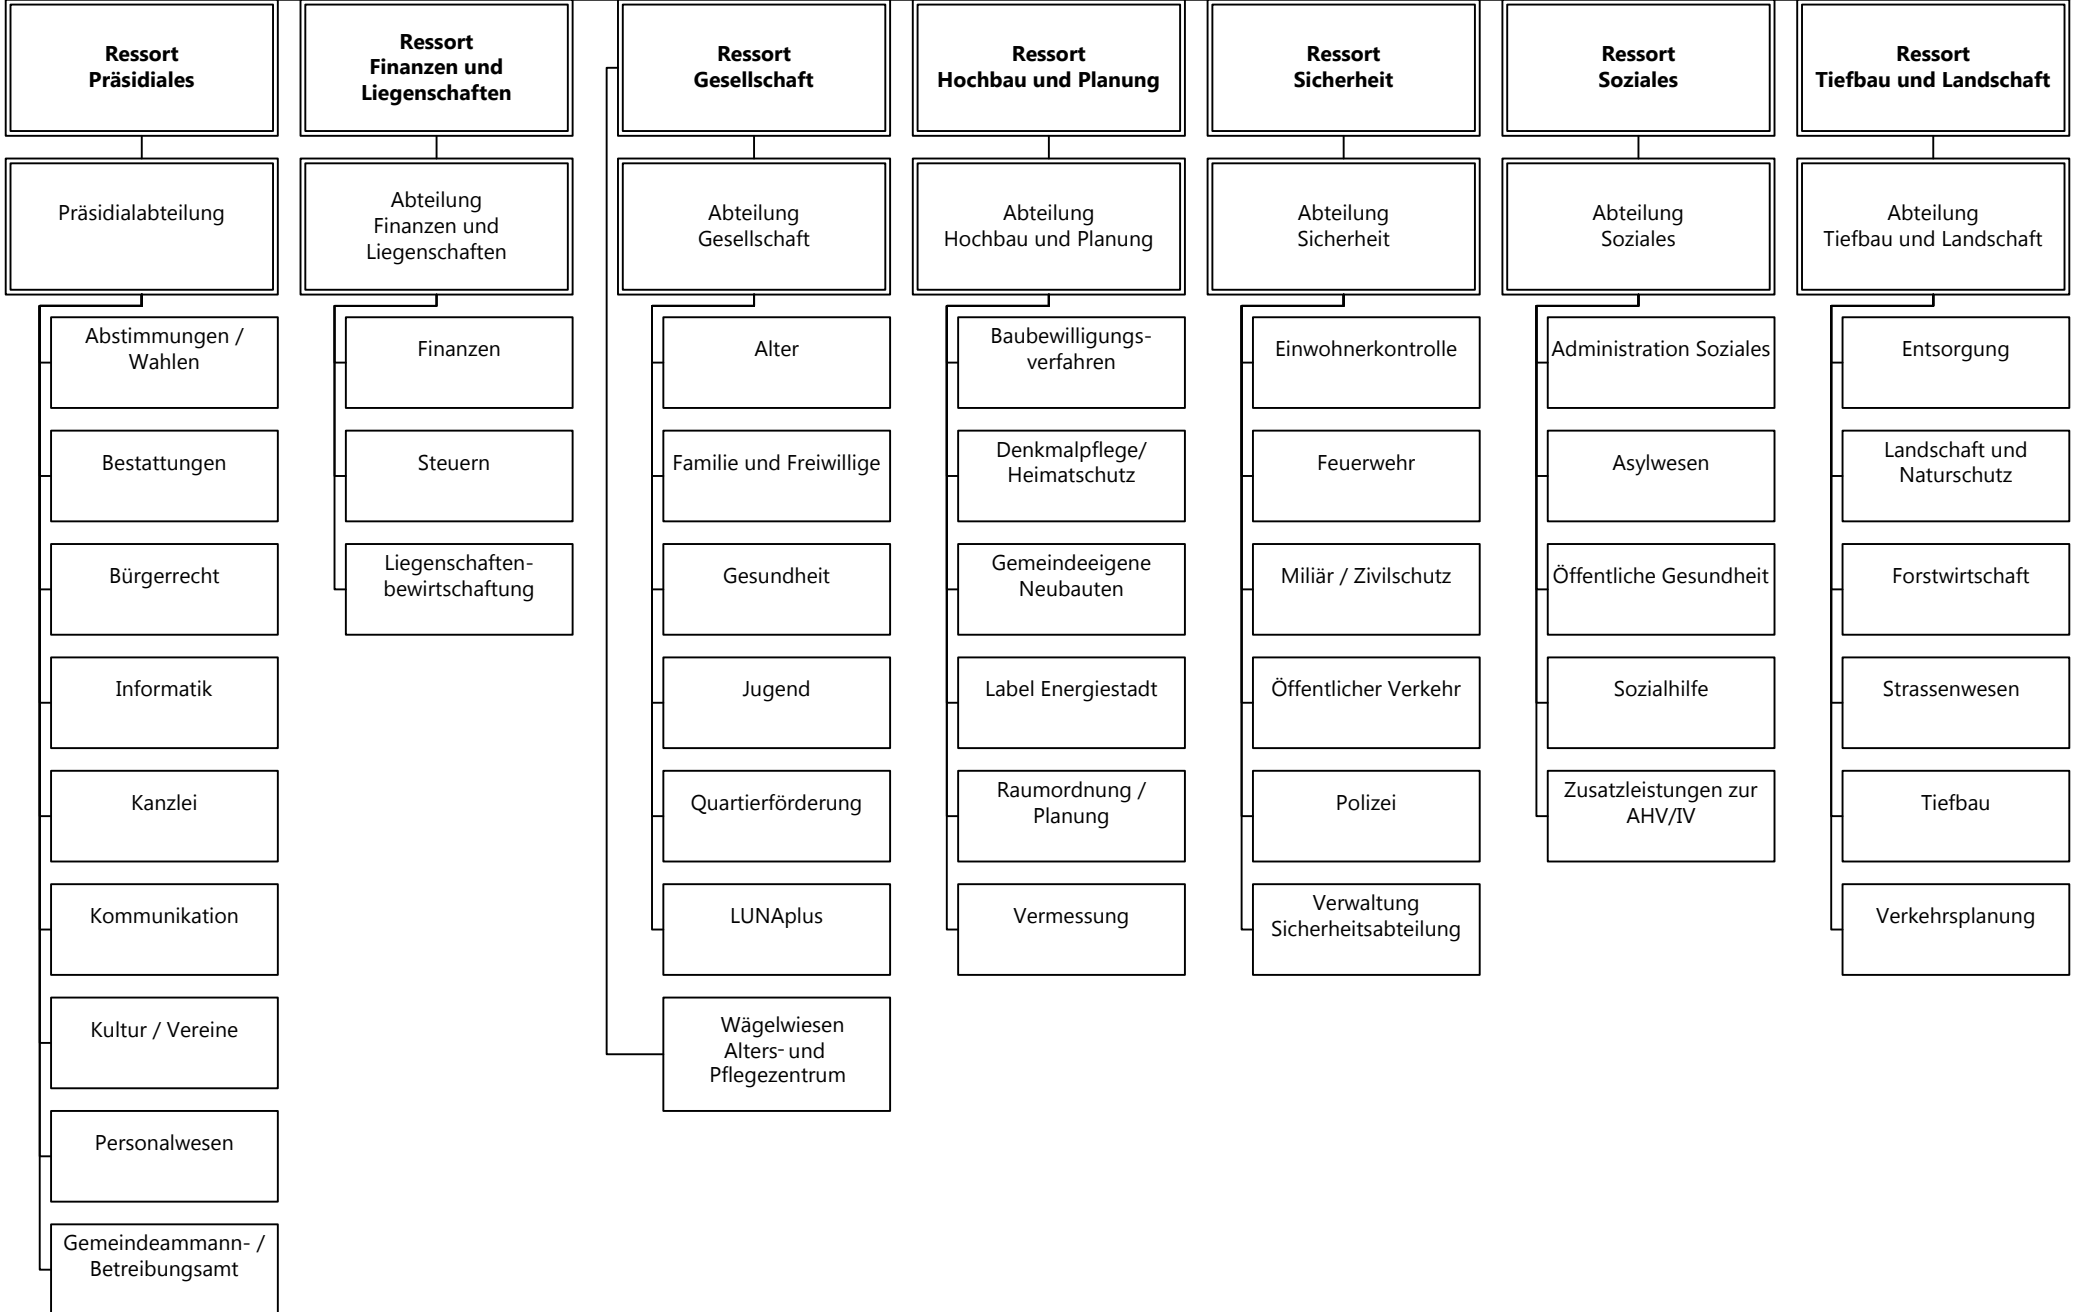 Ressort
Präsidiales
Ressort
Finanzen und
Liegenschaften
Ressort
Gesellschaft
Ressort
Hochbau und Planung
Ressort
Sicherheit
Ressort
Soziales
Ressort
Tiefbau und Landschaft
Präsidialabteilung
Abteilung
Finanzen und
Liegenschaften
Abteilung
Gesellschaft
Abteilung
Hochbau und Planung
Abteilung
Sicherheit
Abteilung
Soziales
Abteilung
Tiefbau und Landschaft
Abstimmungen /
Wahlen
Bestattungen
Bürgerrecht
Informatik
Kanzlei
Kommunikation
Kultur / Vereine
Personalwesen
Gemeindeammann- /
Betreibungsamt
Finanzen
Steuern
Liegenschaften-
bewirtschaftung
Alter
Familie und Freiwillige
Gesundheit
Jugend
Quartierförderung
LUNAplus
Wägelwiesen
Alters- und
Pflegezentrum
Baubewilligungs-
verfahren
Denkmalpflege/
Heimatschutz
Gemeindeeigene
Neubauten
Label Energiestadt
Raumordnung /
Planung
Vermessung
Einwohnerkontrolle
Feuerwehr
Miliär / Zivilschutz
Öffentlicher Verkehr
Polizei
Verwaltung
Sicherheitsabteilung
Administration Soziales
Asylwesen
Öffentliche Gesundheit
Sozialhilfe
Zusatzleistungen zur
AHV/IV
Entsorgung
Landschaft und
Naturschutz
Forstwirtschaft
Strassenwesen
Tiefbau
Verkehrsplanung